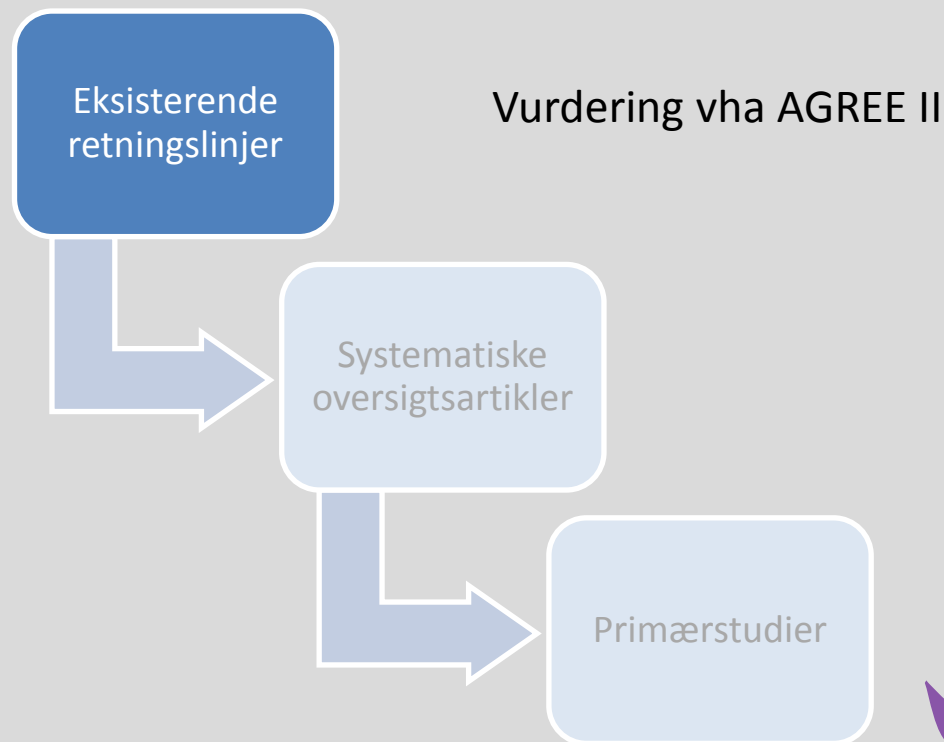 Eksisterende
retningslinjer
Vurdering vha AGREE II
Systematiske
oversigtsartikler
Primærstudier